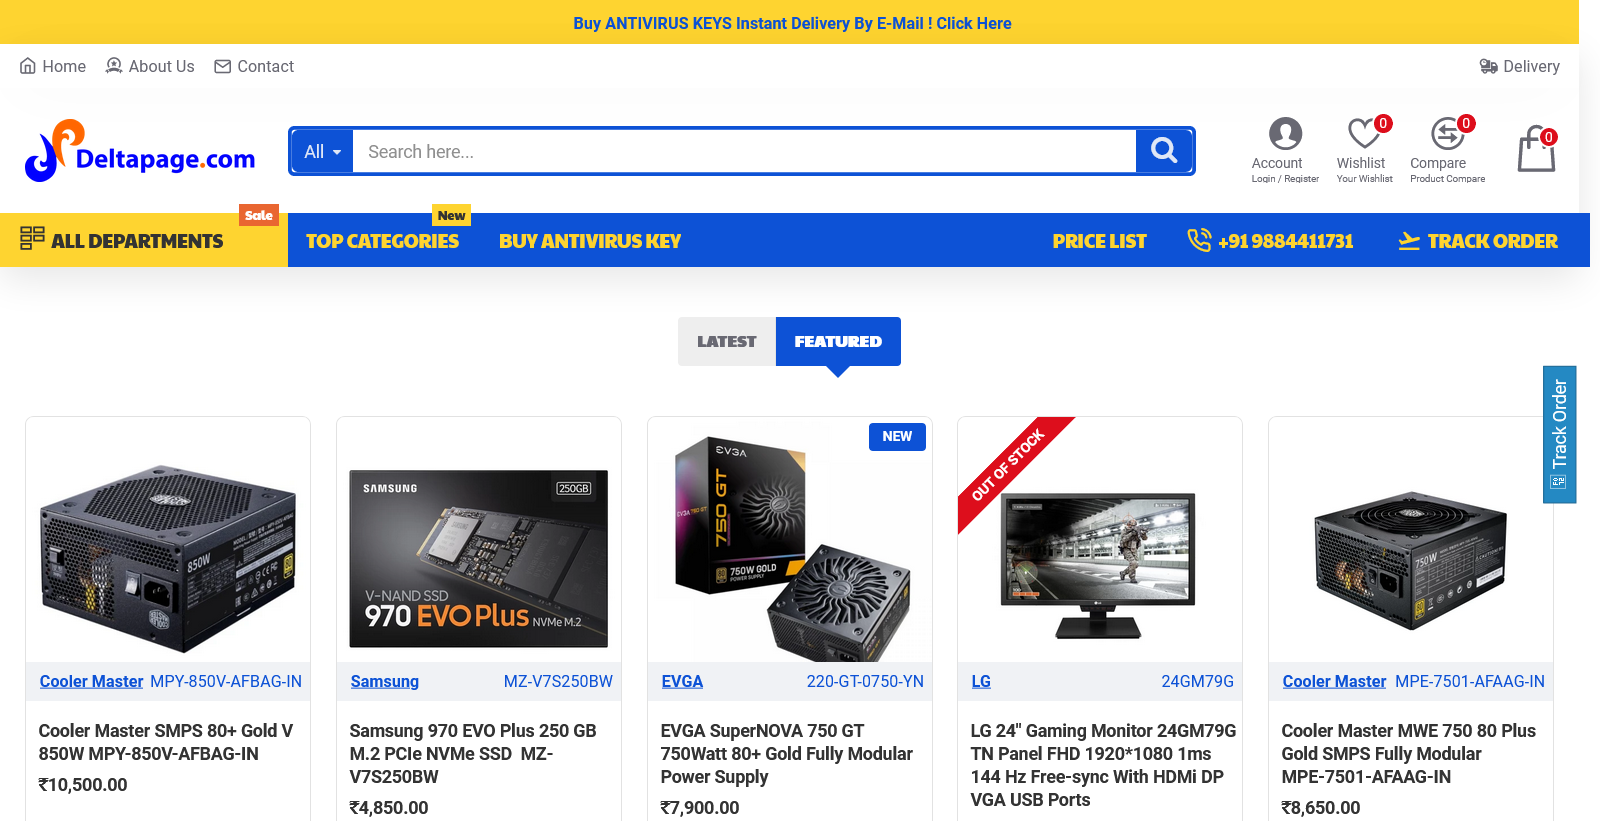 Buy ANTIVIRUS KEYS Instant Delivery By E-Mail ! Click Here
Home About Us Contact Delivery
Deltapage.com
All Search here...
0 0 0
Account Wishlist Compare
Login / Register Your Wishlist Product Compare
Sale New
ALL DEPARTMENTS TOP CATEGORIES BUY ANTIVIRUS KEY PRICE LIST +91 9884411731 TRACK ORDER
LATEST FEATURED
Track Order
850W
SAMSUNG 250GB
V-NAND SSD
970 EVO Plus NVMe M.2
NEW
EVGA
750 GT
EVGA 750 GT
750W GOLD
POWER SUPPLY
OUT OF STOCK
LG
750W
Cooler Master MPY-850V-AFBAG-IN
Samsung MZ-V7S250BW
EVGA 220-GT-0750-YN
LG 24GM79G
Cooler Master MPE-7501-AFAAG-IN
Cooler Master SMPS 80+ Gold V
850W MPY-850V-AFBAG-IN
₹10,500.00
Samsung 970 EVO Plus 250 GB
M.2 PCIe NVMe SSD MZ-
V7S250BW
₹4,850.00
EVGA SuperNOVA 750 GT
750Watt 80+ Gold Fully Modular
Power Supply
₹7,900.00
LG 24" Gaming Monitor 24GM79G
TN Panel FHD 1920*1080 1ms
144 Hz Free-sync With HDMi DP
VGA USB Ports
Cooler Master MWE 750 80 Plus
Gold SMPS Fully Modular
MPE-7501-AFAAG-IN
₹8,650.00